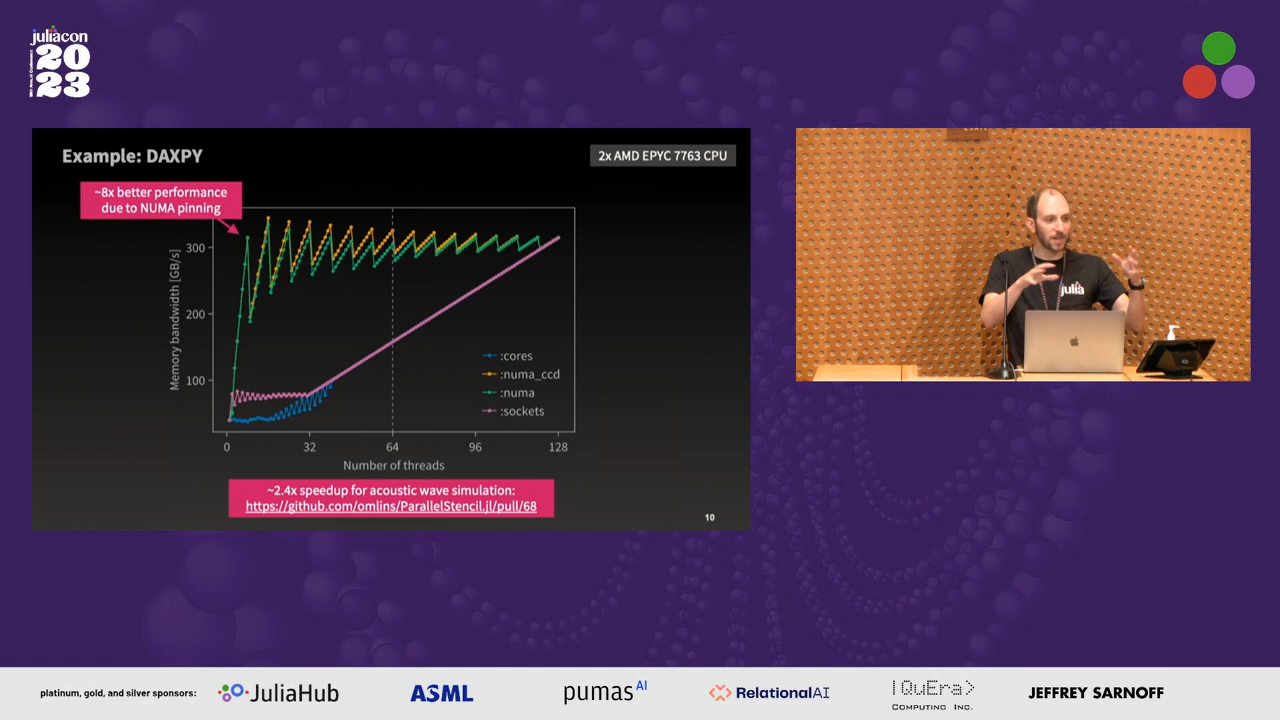 juliacon
20
23
Example: DAXPY
2x AMD EPYC 7763 CPU
~8x better performance
due to NUMA pinning
Memory bandwidth [GB/s]
300
200
100
:cores
:numa_ccd
:numa
:sockets
0 32 64 96 128
Number of threads
~2.4x speedup for acoustic wave simulation:
https://github.com/omlins/ParallelStencil.jl/pull/68
10
julia
platinum, gold, and silver sponsors:
JuliaHub
ASML
pumas AI
RelationalAI
|QuEra>
COMPUTING INC.
JEFFREY SARNOFF